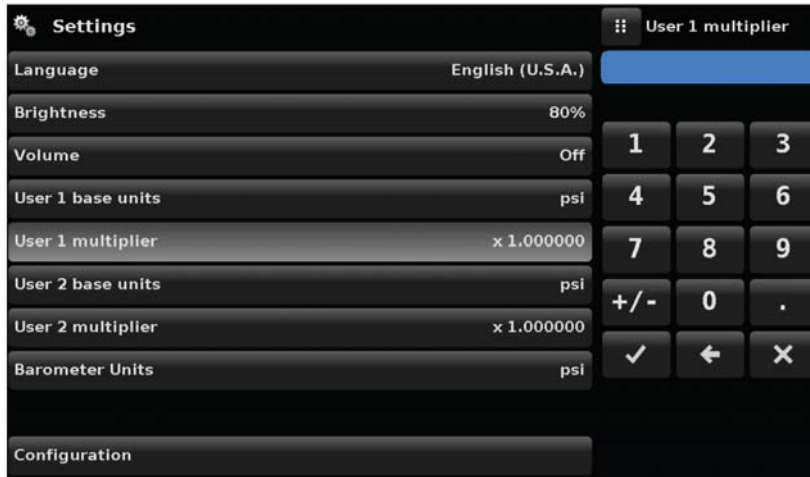 Settings
Language English (U.S.A.)
Brightness 80%
Volume Off
User 1 base units psi
User 1 multiplier x 1.000000
User 2 base units psi
User 2 multiplier x 1.000000
Barometer Units psi
Configuration
User 1 multiplier
1 2 3
4 5 6
7 8 9
+/- 0 .